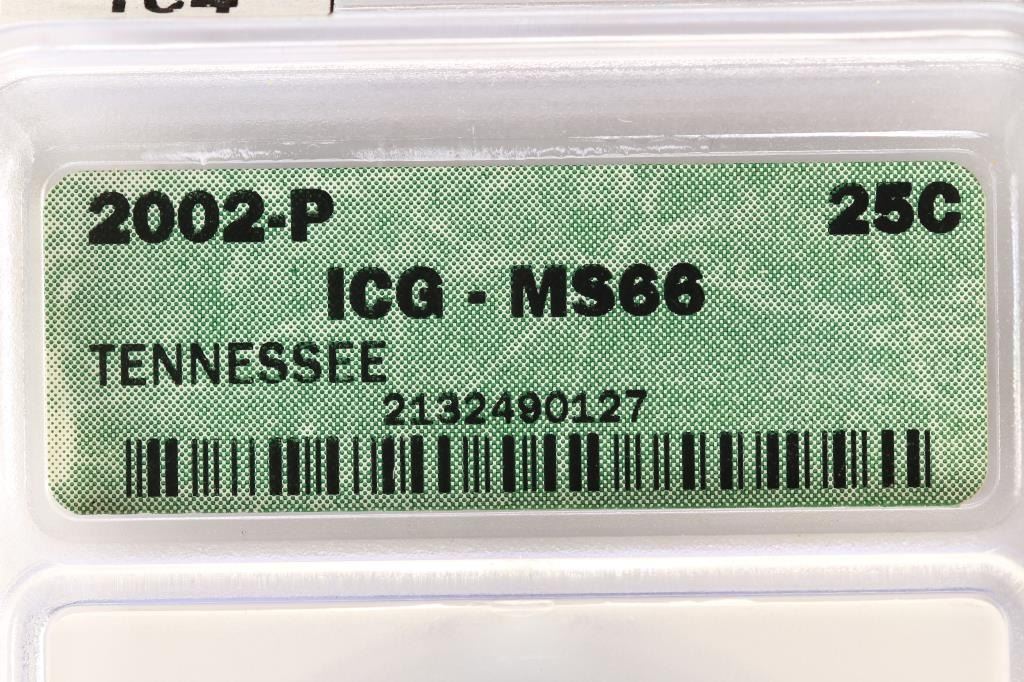 2002-P 25C
ICG - MS66
TENNESSEE
2132490127